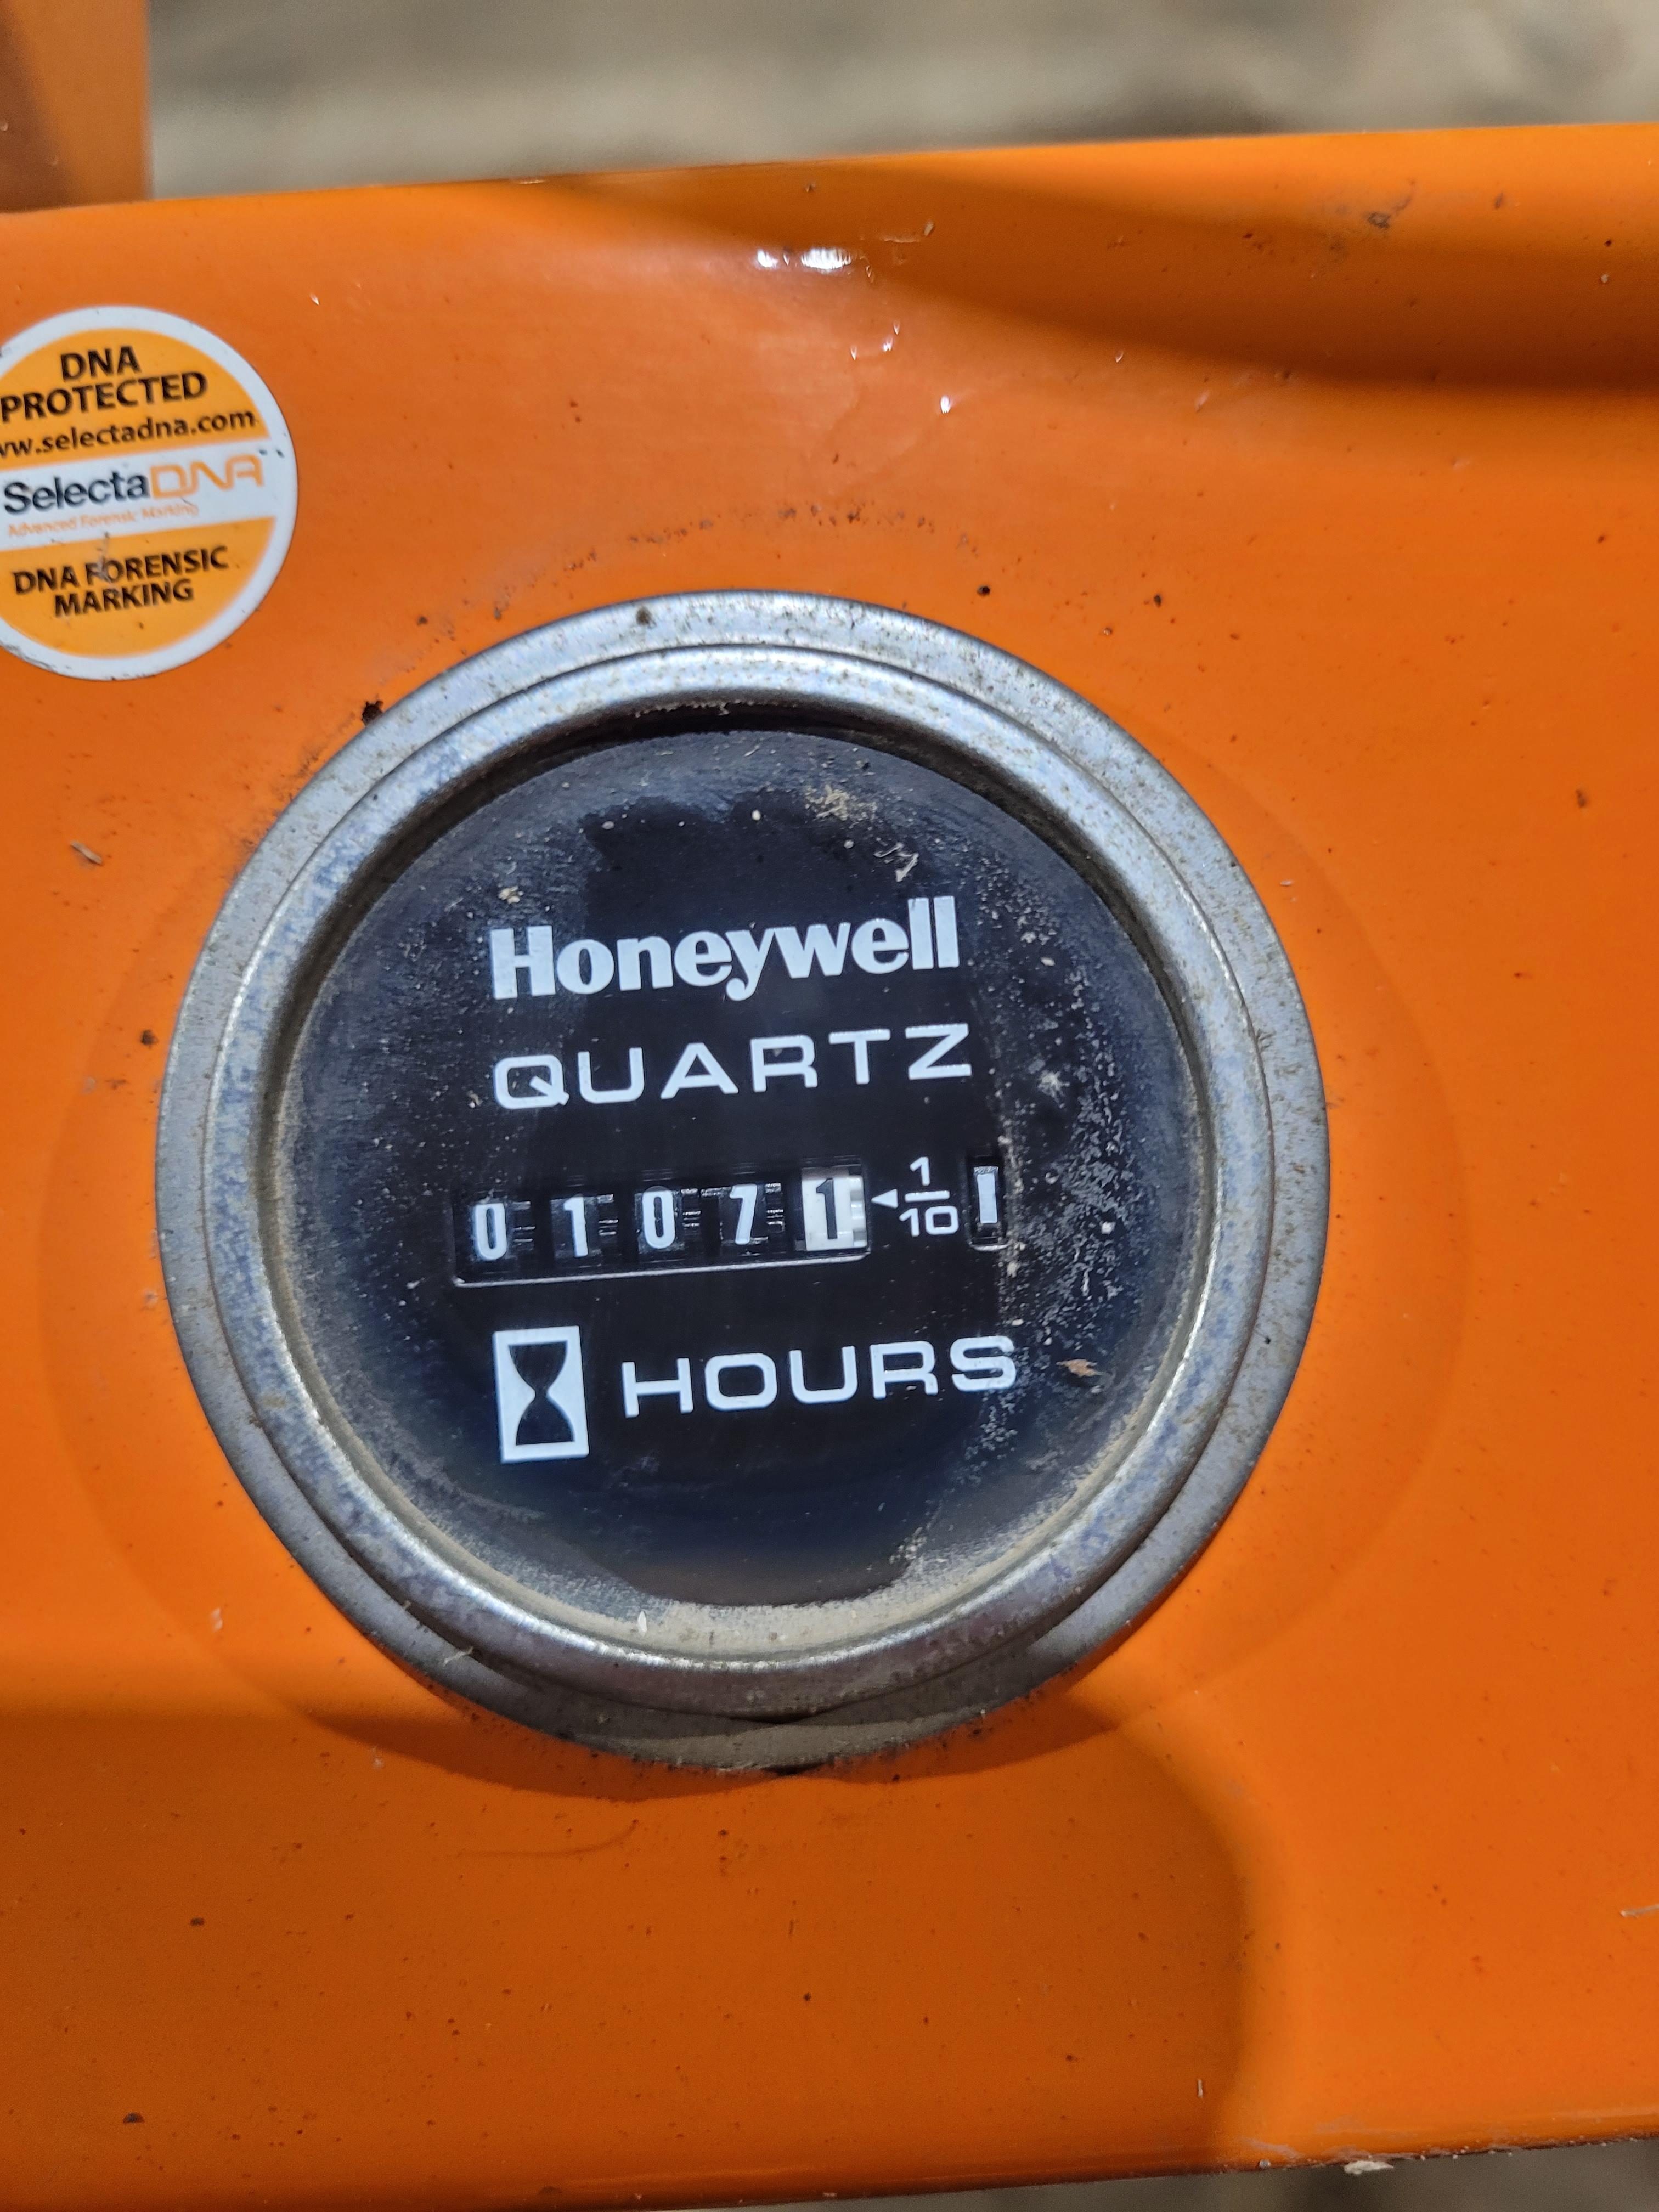 DNA
PROTECTED
ww.selectadna.com
SelectaDNA
Advanced Forensic Marking
DNA FORENSIC
MARKING
Honeywell
QUARTZ
0 1 0 7 1 ◄ 1/10
HOURS